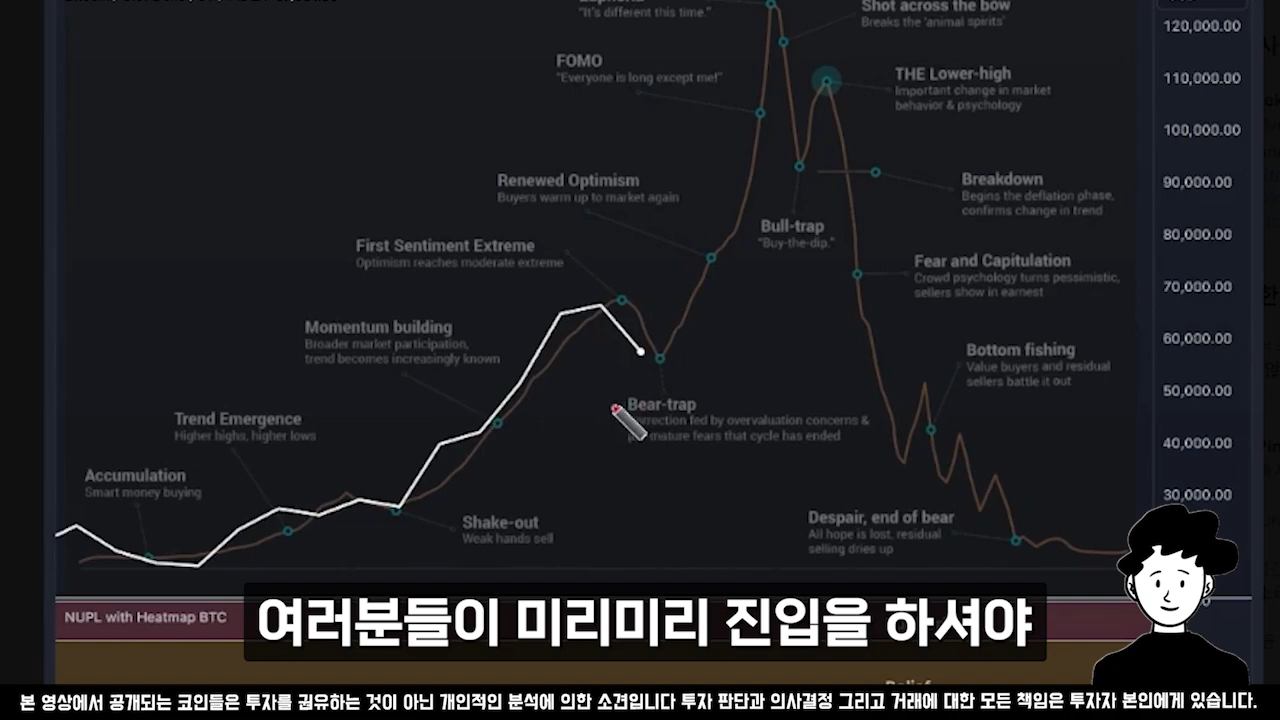 "It's different this time."
Shot across the bow
Breaks the 'animal spirits'
120,000.00
FOMO
"Everyone is long except me!"
THE Lower-high
Important change in market
behavior & psychology
110,000.00
100,000.00
Renewed Optimism
Buyers warm up to market again
Breakdown
Begins the deflation phase,
confirms change in trend
90,000.00
Bull-trap
"Buy-the-dip."
80,000.00
First Sentiment Extreme
Optimism reaches moderate extreme
Fear and Capitulation
Crowd psychology turns pessimistic,
sellers show in earnest
70,000.00
Momentum building
Broader market participation,
trend becomes increasingly known
60,000.00
Bottom fishing
Value buyers and residual
sellers battle it out
50,000.00
Bear-trap
correction fed by overvaluation concerns &
mature fears that cycle has ended
Trend Emergence
Higher highs, higher lows
40,000.00
Accumulation
Smart money buying
30,000.00
Shake-out
Weak hands sell
Despair, end of bear
All hope is lost, residual
selling dries up
NUPL with Heatmap BTC
여러분들이 미리미리 진입을 하셔야
본 영상에서 공개되는 코인들은 투자를 권유하는 것이 아닌 개인적인 분석에 의한 소견입니다 투자 판단과 의사결정 그리고 거래에 대한 모든 책임은 투자자 본인에게 있습니다.